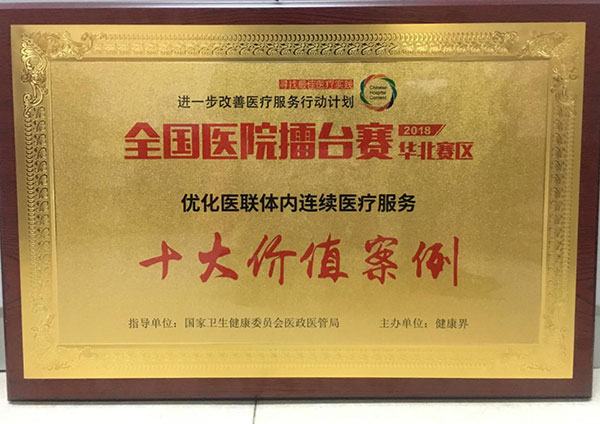 寻找最佳医疗实践
进一步改善医疗服务行动计划
Chinese
Hospital
Contest
全国医院擂台赛 2018 华北赛区
优化医联体内连续医疗服务
十大价值案例
指导单位：国家卫生健康委员会医政医管局 主办单位：健康界